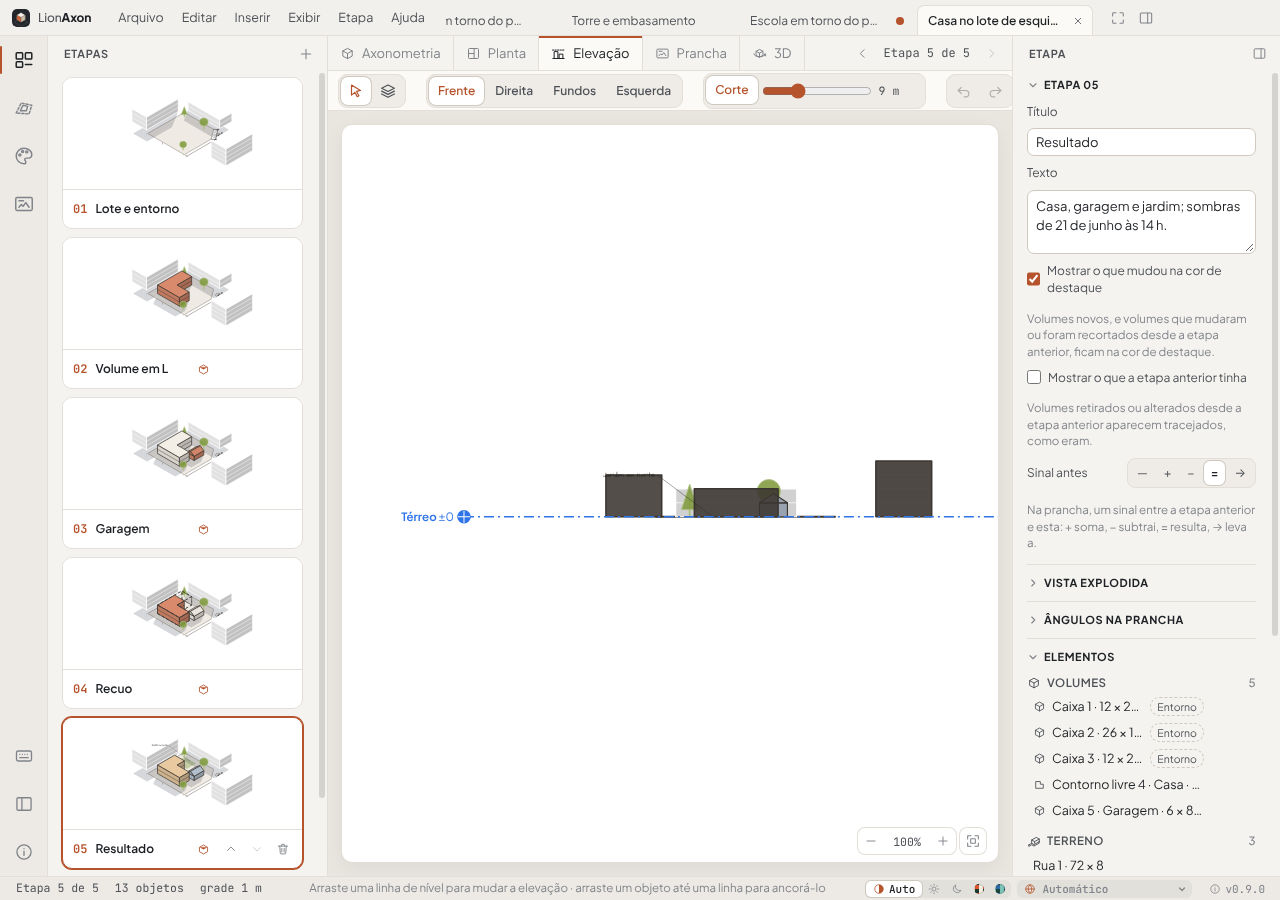 LionAxon
Arquivo
Editar
Inserir
Exibir
Etapa
Ajuda
n torno do p…
Torre e embasamento
Escola em torno do p…
Casa no lote de esqui…
ETAPAS
Axonometria
Planta
Elevação
Prancha
3D
Etapa 5 de 5
Frente
Direita
Fundos
Esquerda
Corte
9 m
01 Lote e entorno
02 Volume em L
03 Garagem
04 Recuo
05 Resultado
Térreo ±0
100%
ETAPA
ETAPA 05
Título
Resultado
Texto
Casa, garagem e jardim; sombras
de 21 de junho às 14 h.
Mostrar o que mudou na cor de
destaque
Volumes novos, e volumes que mudaram
ou foram recortados desde a etapa
anterior, ficam na cor de destaque.
Mostrar o que a etapa anterior tinha
Volumes retirados ou alterados desde a
etapa anterior aparecem tracejados,
como eram.
Sinal antes
— + − = →
Na prancha, um sinal entre a etapa anterior
e esta: + soma, − subtrai, = resulta, → leva
a.
VISTA EXPLODIDA
ÂNGULOS NA PRANCHA
ELEMENTOS
VOLUMES 5
Caixa 1 · 12 × 2… Entorno
Caixa 2 · 26 × 1… Entorno
Caixa 3 · 12 × 2… Entorno
Contorno livre 4 · Casa · …
Caixa 5 · Garagem · 6 × 8…
TERRENO 3
Rua 1 · 72 × 8
Etapa 5 de 5
13 objetos
grade 1 m
Arraste uma linha de nível para mudar a elevação · arraste um objeto até uma linha para ancorá-lo
Auto
Automático
v0.9.0